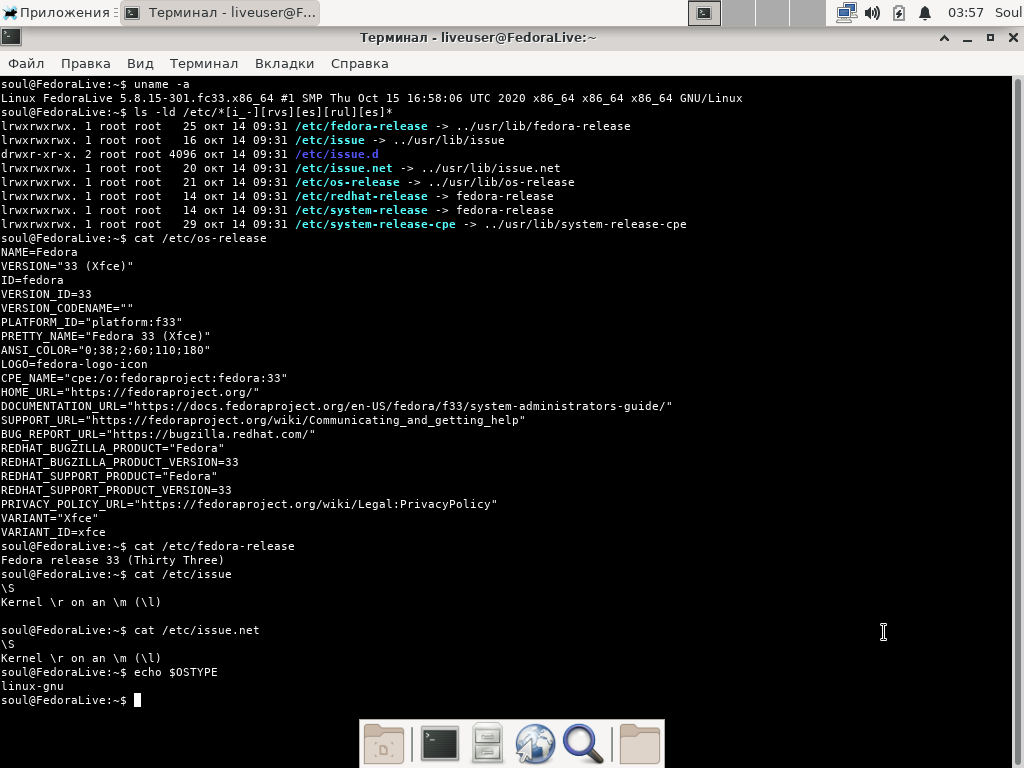 Приложения
Терминал - liveuser@F...
03:57
Soul
Терминал - liveuser@FedoraLive:~
Файл Правка Вид Терминал Вкладки Справка
soul@FedoraLive:~$ uname -a
Linux FedoraLive 5.8.15-301.fc33.x86_64 #1 SMP Thu Oct 15 16:58:06 UTC 2020 x86_64 x86_64 x86_64 GNU/Linux
soul@FedoraLive:~$ ls -ld /etc/*[i_-][rvs][es][rul][es]*
lrwxrwxrwx. 1 root root   25 окт 14 09:31 /etc/fedora-release -> ../usr/lib/fedora-release
lrwxrwxrwx. 1 root root   16 окт 14 09:31 /etc/issue -> ../usr/lib/issue
drwxr-xr-x. 2 root root 4096 окт 14 09:31 /etc/issue.d
lrwxrwxrwx. 1 root root   20 окт 14 09:31 /etc/issue.net -> ../usr/lib/issue.net
lrwxrwxrwx. 1 root root   21 окт 14 09:31 /etc/os-release -> ../usr/lib/os-release
lrwxrwxrwx. 1 root root   14 окт 14 09:31 /etc/redhat-release -> fedora-release
lrwxrwxrwx. 1 root root   14 окт 14 09:31 /etc/system-release -> fedora-release
lrwxrwxrwx. 1 root root   29 окт 14 09:31 /etc/system-release-cpe -> ../usr/lib/system-release-cpe
soul@FedoraLive:~$ cat /etc/os-release
NAME=Fedora
VERSION="33 (Xfce)"
ID=fedora
VERSION_ID=33
VERSION_CODENAME=""
PLATFORM_ID="platform:f33"
PRETTY_NAME="Fedora 33 (Xfce)"
ANSI_COLOR="0;38;2;60;110;180"
LOGO=fedora-logo-icon
CPE_NAME="cpe:/o:fedoraproject:fedora:33"
HOME_URL="https://fedoraproject.org/"
DOCUMENTATION_URL="https://docs.fedoraproject.org/en-US/fedora/f33/system-administrators-guide/"
SUPPORT_URL="https://fedoraproject.org/wiki/Communicating_and_getting_help"
BUG_REPORT_URL="https://bugzilla.redhat.com/"
REDHAT_BUGZILLA_PRODUCT="Fedora"
REDHAT_BUGZILLA_PRODUCT_VERSION=33
REDHAT_SUPPORT_PRODUCT="Fedora"
REDHAT_SUPPORT_PRODUCT_VERSION=33
PRIVACY_POLICY_URL="https://fedoraproject.org/wiki/Legal:PrivacyPolicy"
VARIANT="Xfce"
VARIANT_ID=xfce
soul@FedoraLive:~$ cat /etc/fedora-release
Fedora release 33 (Thirty Three)
soul@FedoraLive:~$ cat /etc/issue
\S
Kernel \r on an \m (\l)
soul@FedoraLive:~$ cat /etc/issue.net
\S
Kernel \r on an \m (\l)
soul@FedoraLive:~$ echo $OSTYPE
linux-gnu
soul@FedoraLive:~$